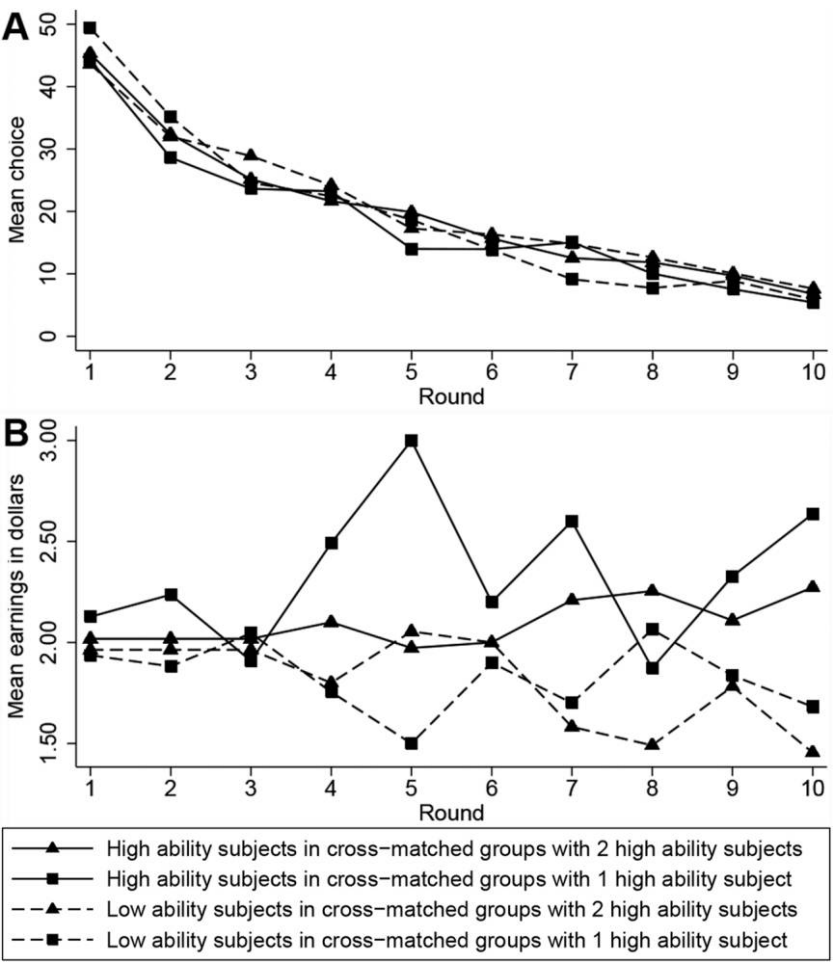 A
Mean choice
50
40
30
20
10
0
1 2 3 4 5 6 7 8 9 10
Round
B
Mean earnings in dollars
3.00
2.50
2.00
1.50
1 2 3 4 5 6 7 8 9 10
Round
High ability subjects in cross−matched groups with 2 high ability subjects
High ability subjects in cross−matched groups with 1 high ability subject
Low ability subjects in cross−matched groups with 2 high ability subjects
Low ability subjects in cross−matched groups with 1 high ability subject